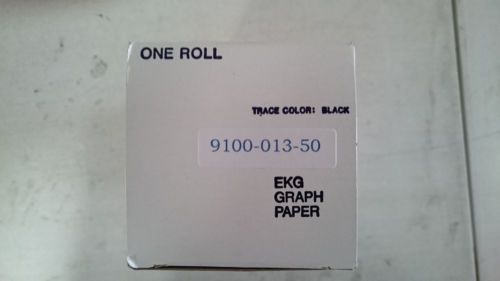 ONE ROLL
TRACE COLOR: BLACK
9100-013-50
EKG
GRAPH
PAPER